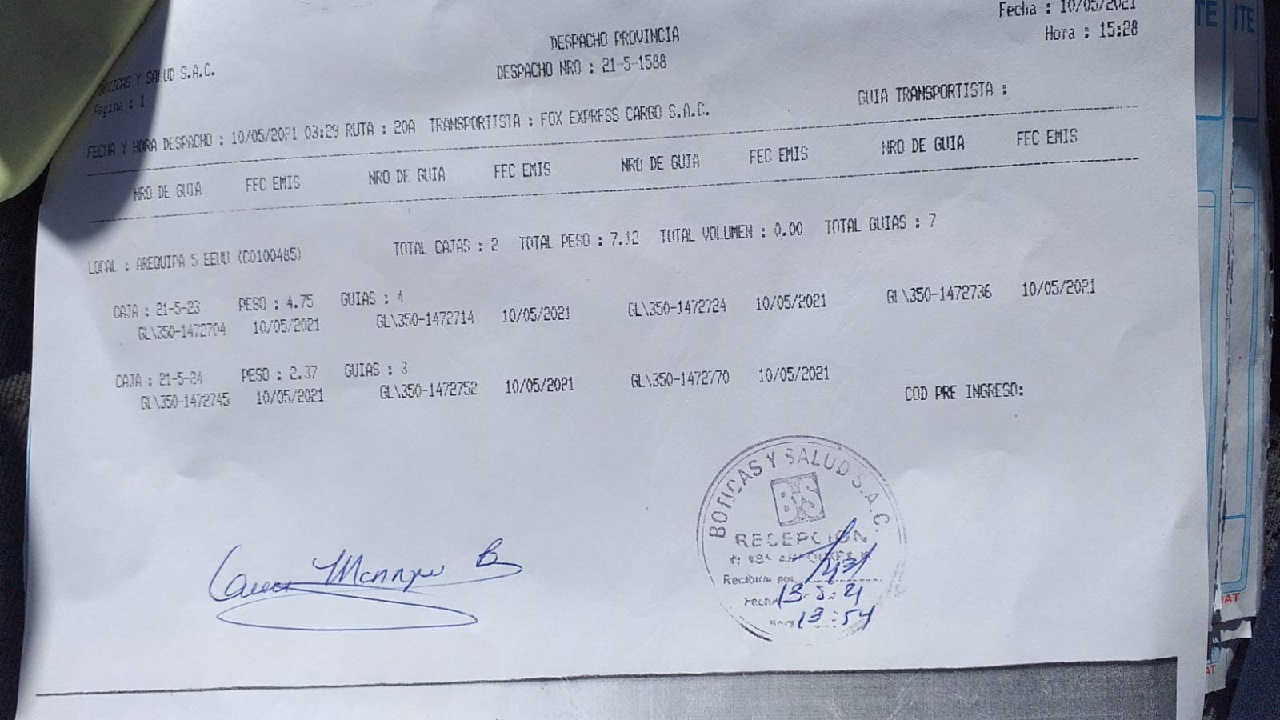 Fecha : 10/05/2021
DESPACHO PROVINCIA
Hora : 15:28
BOTICAS Y SALUD S.A.C.
DESPACHO NRO : 21-5-1588
Pagina : 1
GUIA TRANSPORTISTA :
FECHA Y HORA DESPACHO : 10/05/2021 03:29 RUTA : 20A TRANSPORTISTA : FOX EXPRESS CARGO S.A.C.
NRO DE GUIA FEC EMIS NRO DE GUIA FEC EMIS NRO DE GUIA FEC EMIS NRO DE GUIA FEC EMIS
LOCAL : AREQUIPA 5 EEUU (C0100485) TOTAL CAJAS : 2 TOTAL PESO : 7.12 TOTAL VOLUMEN : 0.00 TOTAL GUIAS : 7
CAJA : 21-5-23 PESO : 4.75 GUIAS : 4
GL\350-1472704 10/05/2021 GL\350-1472714 10/05/2021 GL\350-1472724 10/05/2021 GL\350-1472736 10/05/2021
CAJA : 21-5-24 PESO : 2.37 GUIAS : 3
GL\350-1472745 10/05/2021 GL\350-1472752 10/05/2021 GL\350-1472770 10/05/2021
COD PRE INGRESO:
BOTICAS Y SALUD S.A.C.
B&S
RECEPCION
Recibido por
Fecha 13.5.21
Hora 13:54